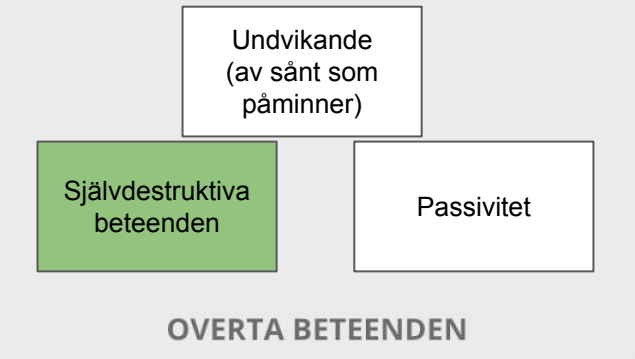 Undvikande
(av sånt som
påminner)
Självdestruktiva
beteenden
Passivitet
OVERTA BETEENDEN